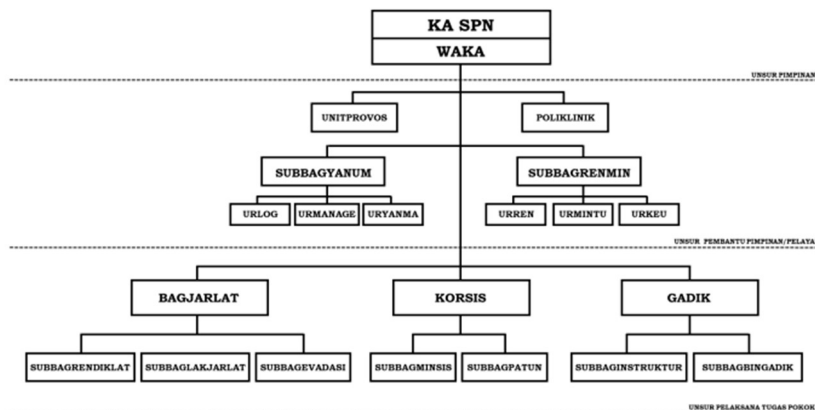 KA SPN
WAKA
UNSUR PIMPINAN
UNITPROVOS
POLIKLINIK
SUBBAGYANUM
SUBBAGRENMIN
URLOG
URMANAGE
URYANMA
URREN
URMINTU
URKEU
UNSUR PEMBANTU PIMPINAN/PELAYA
BAGJARLAT
KORSIS
GADIK
SUBBAGRENDIKLAT
SUBBAGLAKJARLAT
SUBBAGEVADASI
SUBBAGMINSIS
SUBBAGPATUN
SUBBAGINSTRUKTUR
SUBBAGBINGADIK
UNSUR PELAKSANA TUGAS POKOK